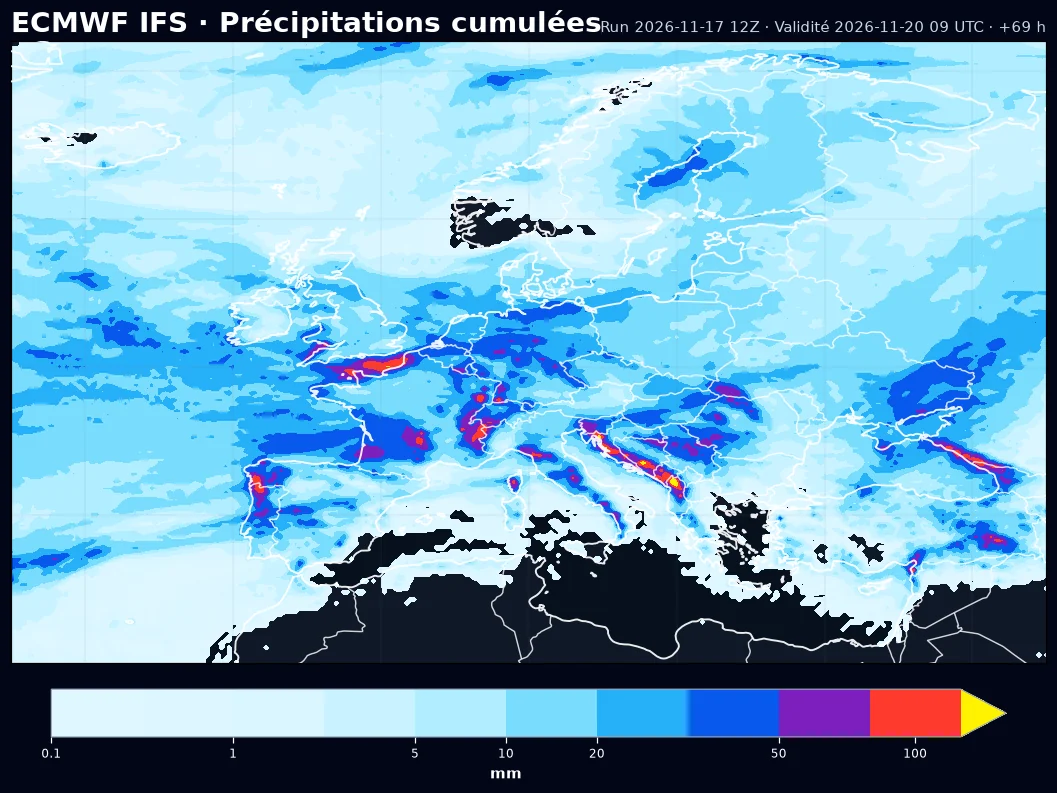 ECMWF IFS · Précipitations cumulées
Run 2026-11-17 12Z · Validité 2026-11-20 09 UTC · +69 h
0.1 1 5 10 20 50 100
mm